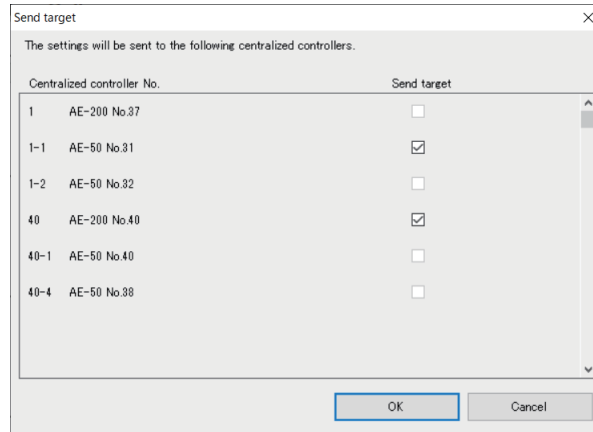 Send target
The settings will be sent to the following centralized controllers.
Centralized controller No. Send target
1 AE-200 No.37
1-1 AE-50 No.31
1-2 AE-50 No.32
40 AE-200 No.40
40-1 AE-50 No.40
40-4 AE-50 No.38
OK Cancel